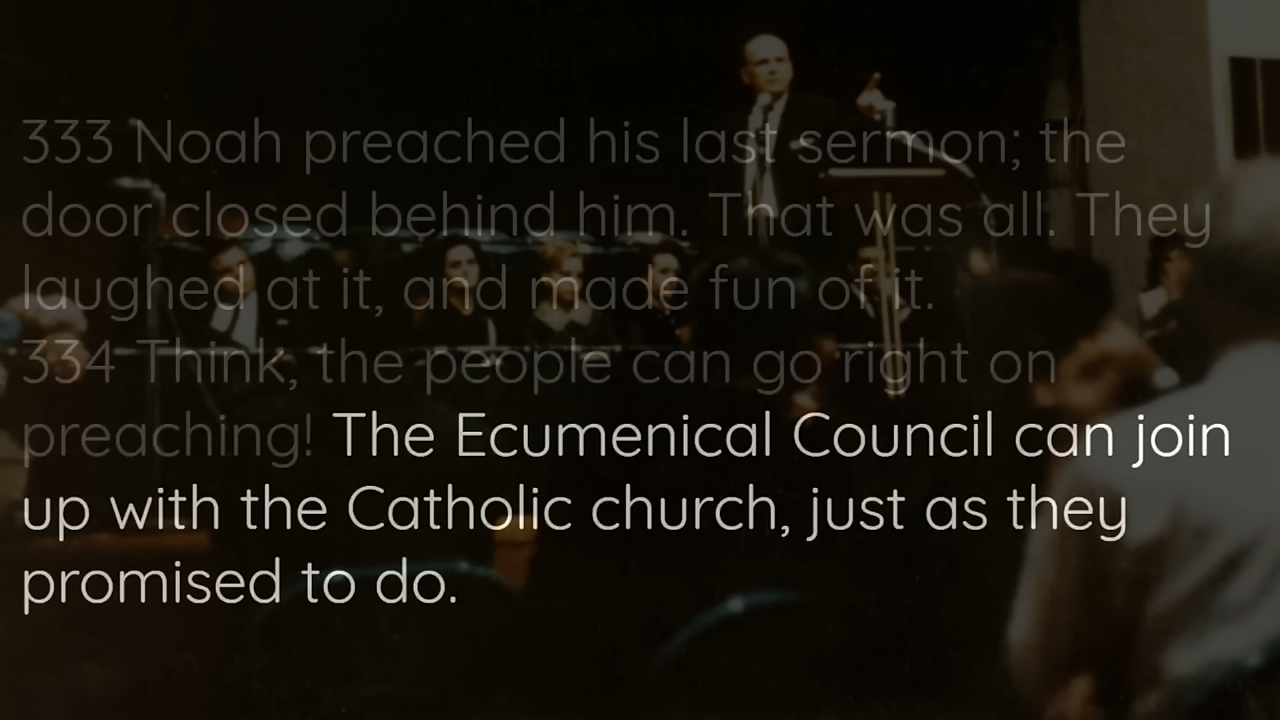 333 Noah preached his last sermon; the
door closed behind him. That was all. They
laughed at it, and made fun of it.
334 Think, the people can go right on
preaching! The Ecumenical Council can join
up with the Catholic church, just as they
promised to do.